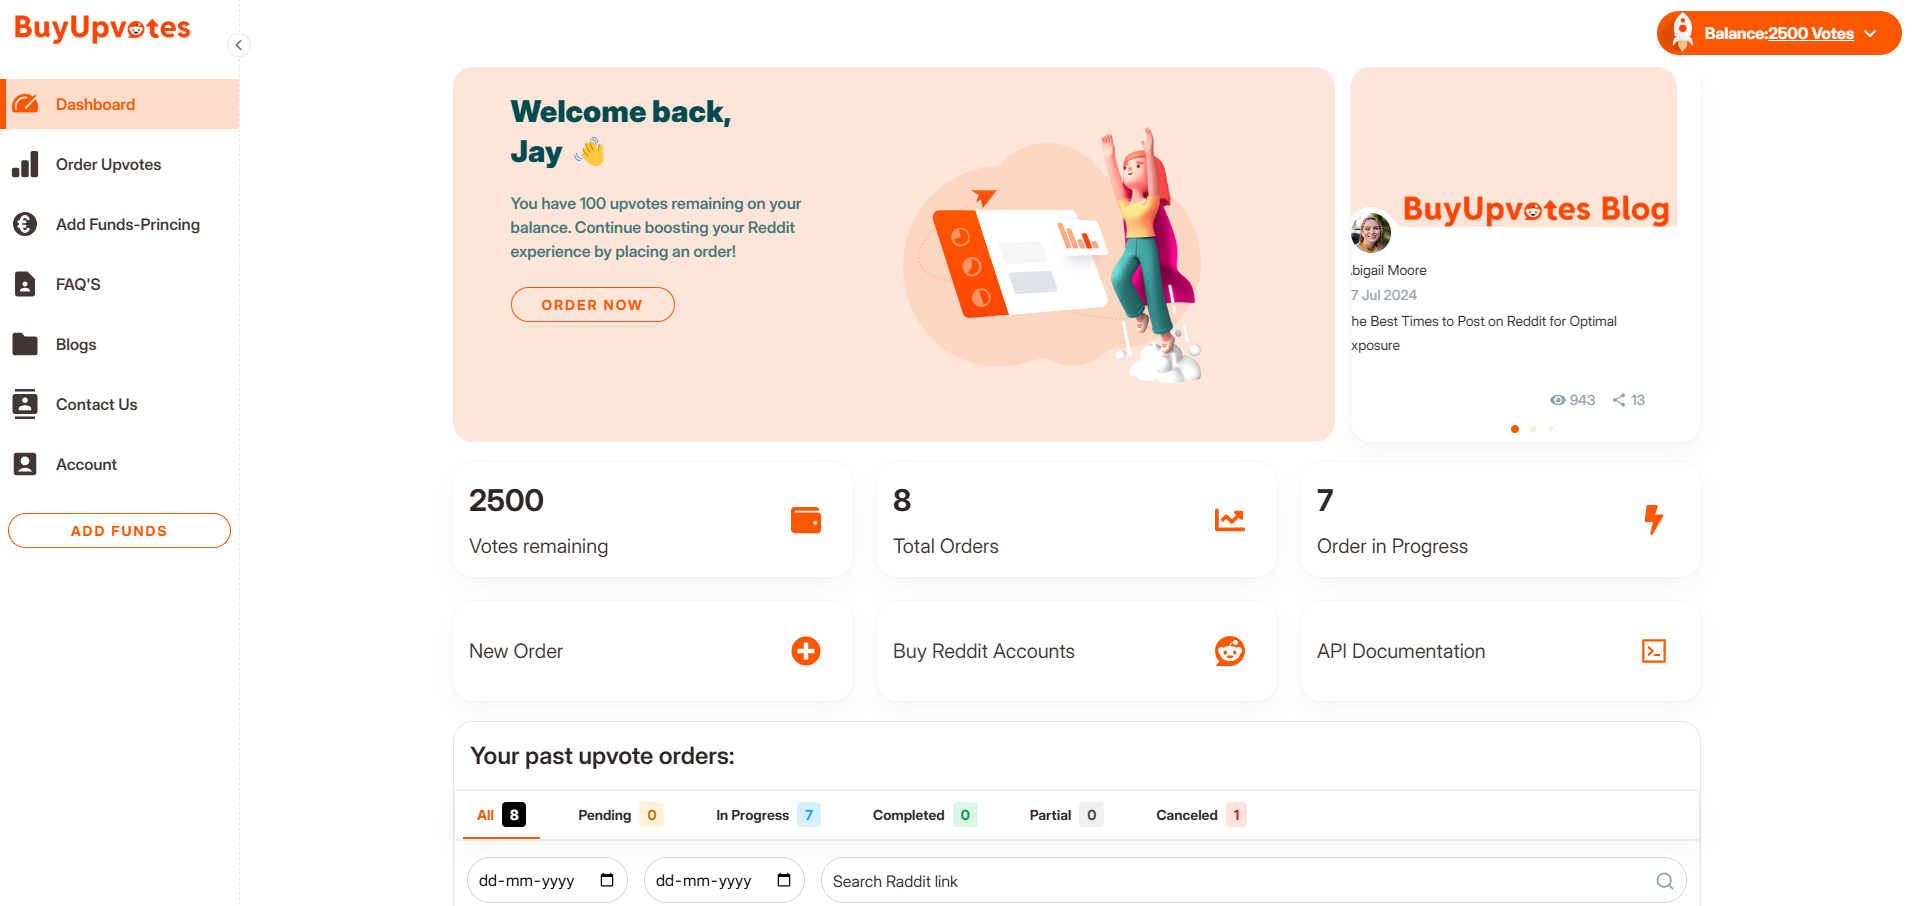 BuyUpvotes
Balance:2500 Votes
Dashboard
Order Upvotes
Add Funds-Princing
FAQ'S
Blogs
Contact Us
Account
ADD FUNDS
Welcome back,
Jay
You have 100 upvotes remaining on your
balance. Continue boosting your Reddit
experience by placing an order!
ORDER NOW
BuyUpvotes Blog
bigail Moore
7 Jul 2024
he Best Times to Post on Reddit for Optimal
xposure
943 13
2500
Votes remaining
8
Total Orders
7
Order in Progress
New Order
Buy Reddit Accounts
API Documentation
Your past upvote orders:
All 8 Pending 0 In Progress 7 Completed 0 Partial 0 Canceled 1
dd-mm-yyyy dd-mm-yyyy Search Raddit link